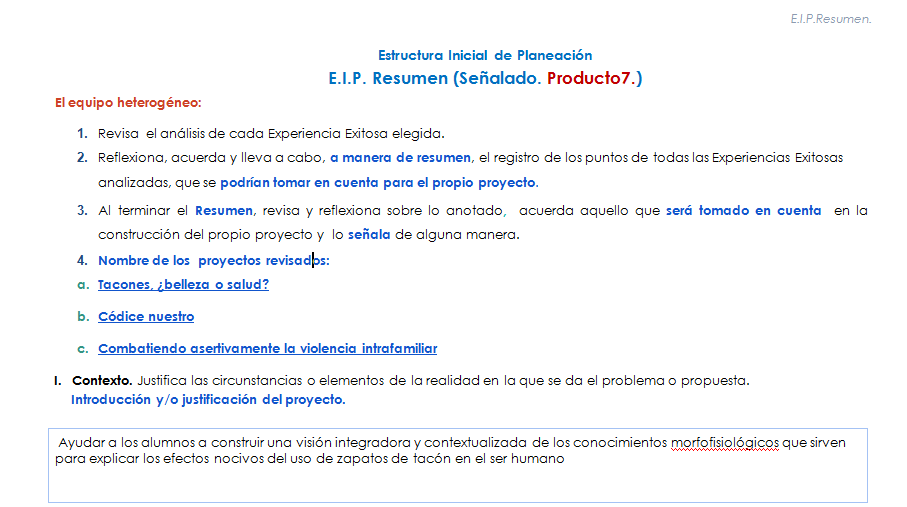 E.I.P.Resumen.
Estructura Inicial de Planeación
E.I.P. Resumen (Señalado. Producto7.)
El equipo heterogéneo:
1. Revisa el análisis de cada Experiencia Exitosa elegida.
2. Reflexiona, acuerda y lleva a cabo, a manera de resumen, el registro de los puntos de todas las Experiencias Exitosas
analizadas, que se podrían tomar en cuenta para el propio proyecto.
3. Al terminar el Resumen, revisa y reflexiona sobre lo anotado, acuerda aquello que será tomado en cuenta en la
construcción del propio proyecto y lo señala de alguna manera.
4. Nombre de los proyectos revisados:
a. Tacones, ¿belleza o salud?
b. Códice nuestro
c. Combatiendo asertivamente la violencia intrafamiliar
I. Contexto. Justifica las circunstancias o elementos de la realidad en la que se da el problema o propuesta.
Introducción y/o justificación del proyecto.
Ayudar a los alumnos a construir una visión integradora y contextualizada de los conocimientos morfofisiológicos que sirven
para explicar los efectos nocivos del uso de zapatos de tacón en el ser humano